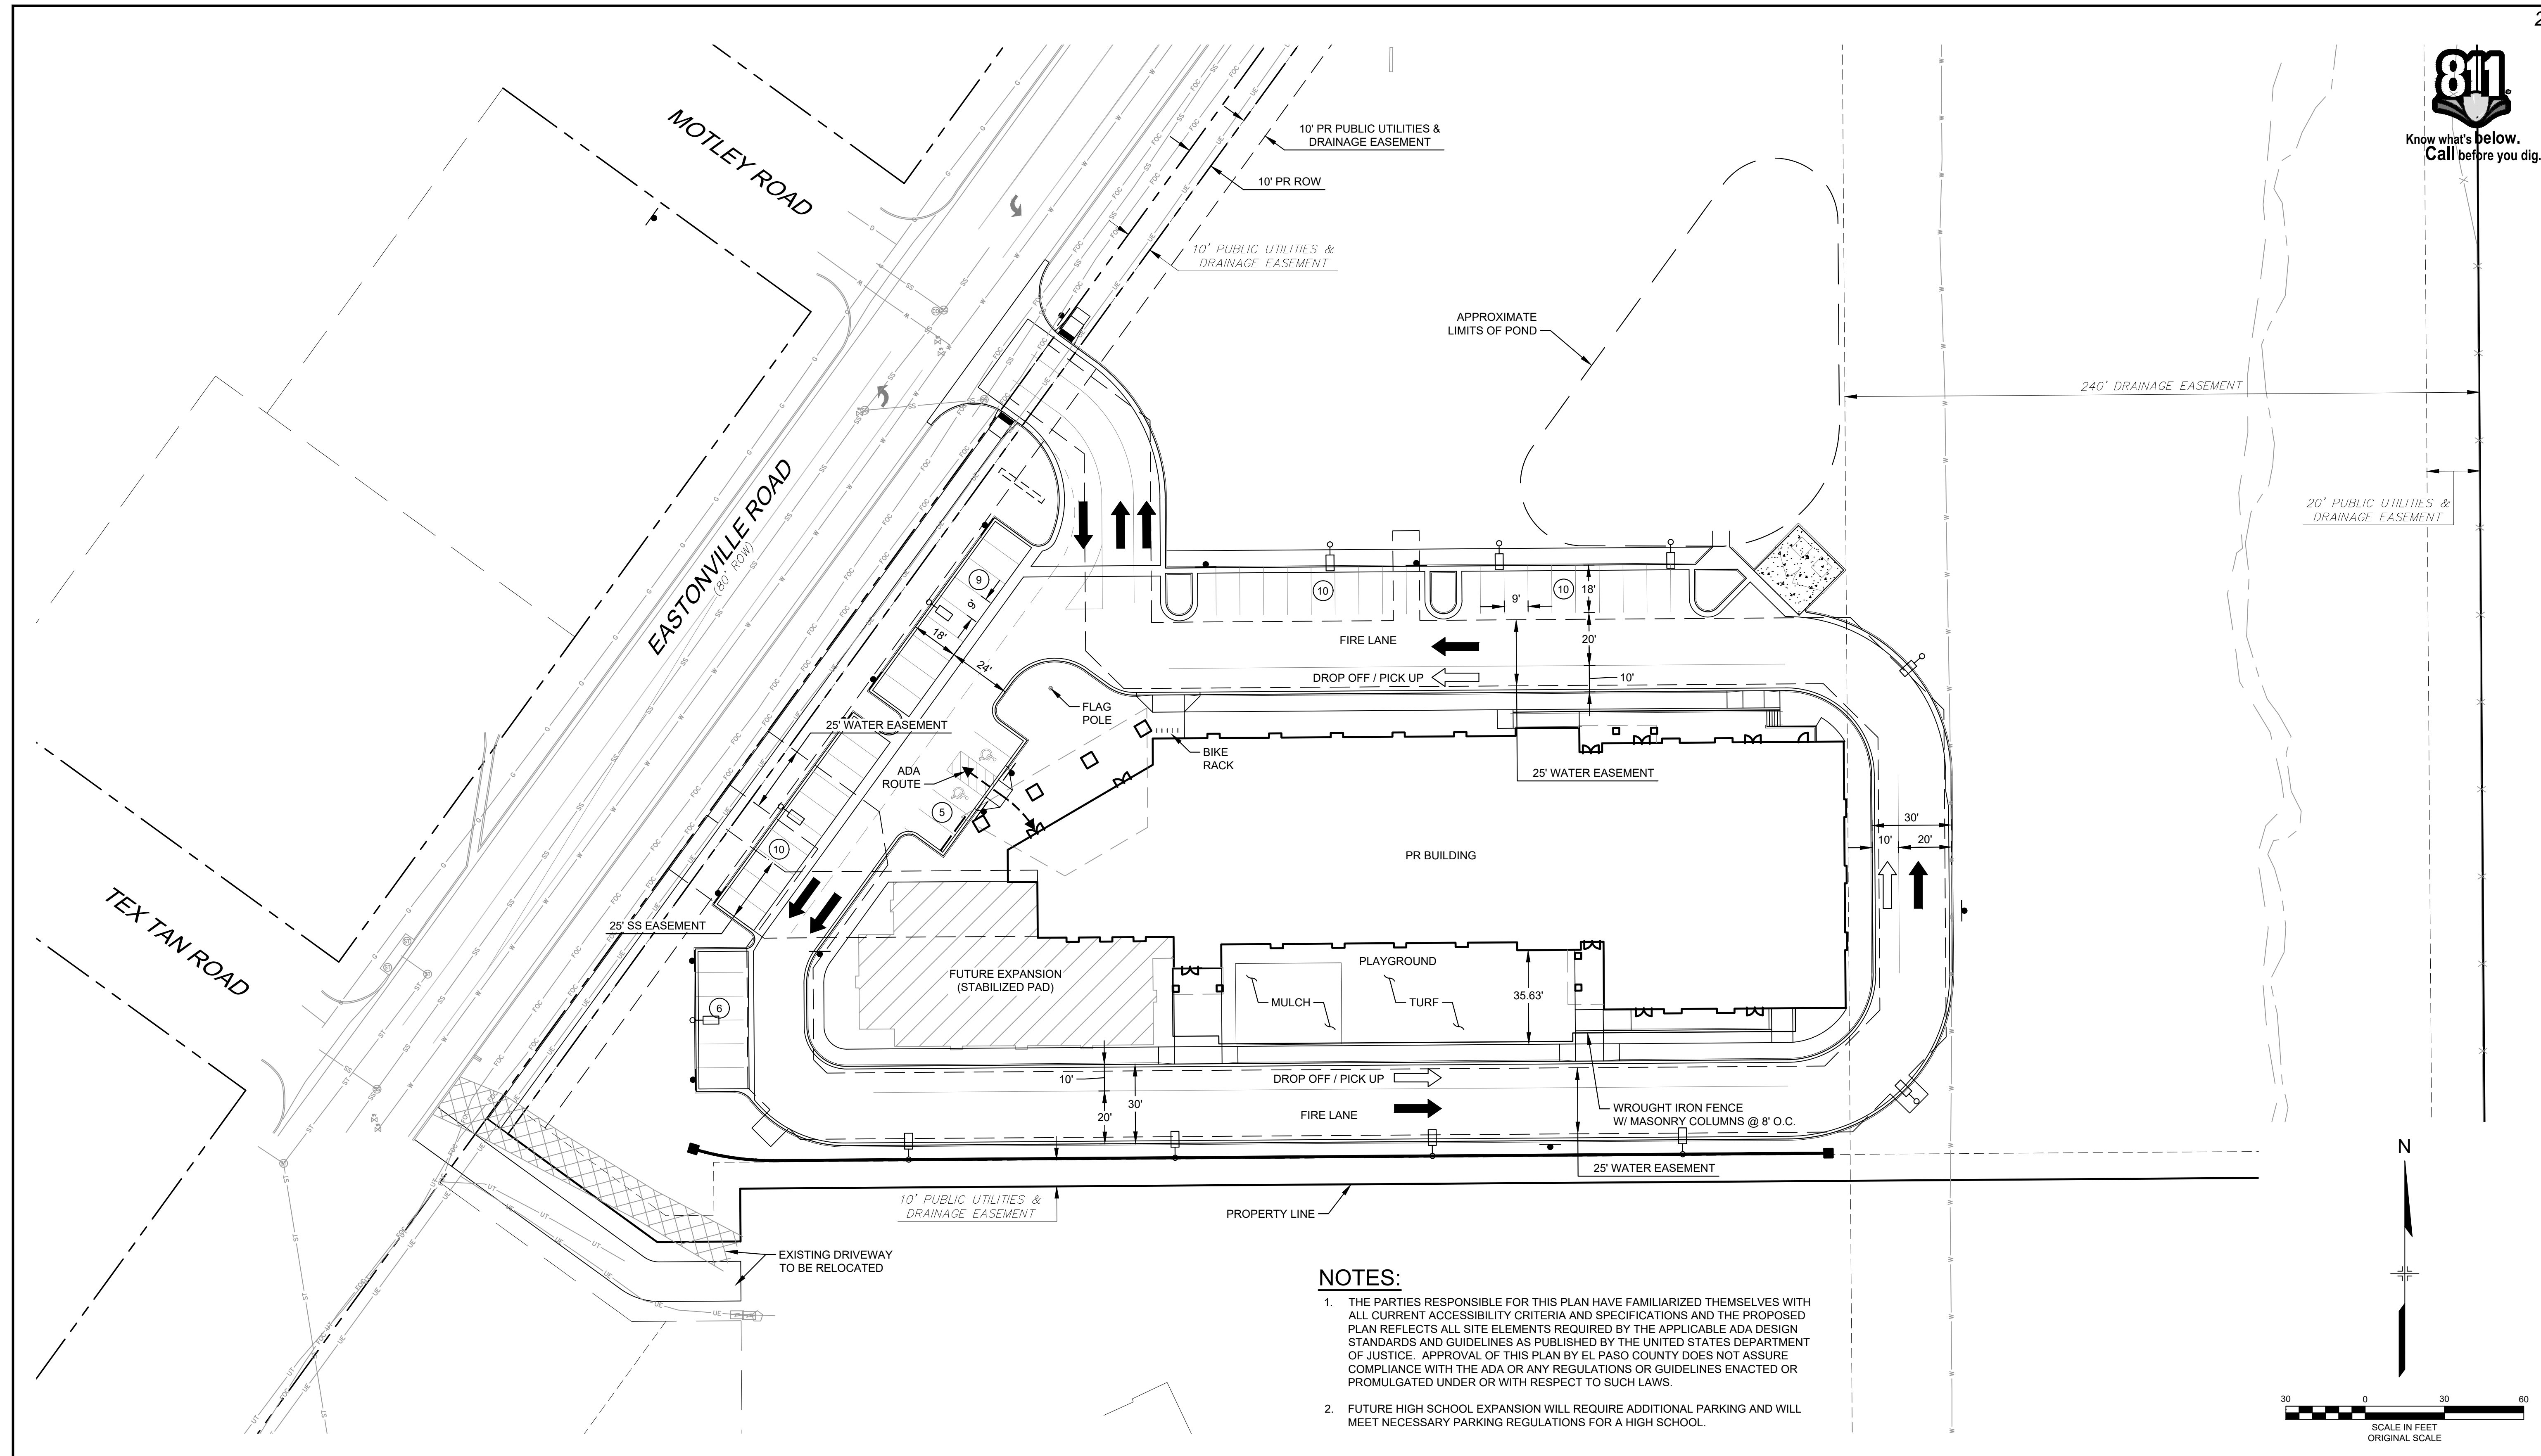 2
811
Know what's below.
Call before you dig.
MOTLEY ROAD
10' PR PUBLIC UTILITIES &
DRAINAGE EASEMENT
10' PR ROW
10' PUBLIC UTILITIES &
DRAINAGE EASEMENT
APPROXIMATE
LIMITS OF POND
240' DRAINAGE EASEMENT
20' PUBLIC UTILITIES &
DRAINAGE EASEMENT
EASTONVILLE ROAD
(80' ROW)
9
9'
18'
24'
10
9'
10
18'
FIRE LANE
20'
DROP OFF / PICK UP
10'
FLAG
POLE
25' WATER EASEMENT
BIKE
RACK
ADA
ROUTE
25' WATER EASEMENT
5
30'
10'
20'
10
PR BUILDING
TEX TAN ROAD
25' SS EASEMENT
FUTURE EXPANSION
(STABILIZED PAD)
PLAYGROUND
MULCH
TURF
35.63'
6
10'
DROP OFF / PICK UP
30'
20'
FIRE LANE
WROUGHT IRON FENCE
W/ MASONRY COLUMNS @ 8' O.C.
25' WATER EASEMENT
10' PUBLIC UTILITIES &
DRAINAGE EASEMENT
PROPERTY LINE
EXISTING DRIVEWAY
TO BE RELOCATED
N
NOTES:
1. THE PARTIES RESPONSIBLE FOR THIS PLAN HAVE FAMILIARIZED THEMSELVES WITH
ALL CURRENT ACCESSIBILITY CRITERIA AND SPECIFICATIONS AND THE PROPOSED
PLAN REFLECTS ALL SITE ELEMENTS REQUIRED BY THE APPLICABLE ADA DESIGN
STANDARDS AND GUIDELINES AS PUBLISHED BY THE UNITED STATES DEPARTMENT
OF JUSTICE. APPROVAL OF THIS PLAN BY EL PASO COUNTY DOES NOT ASSURE
COMPLIANCE WITH THE ADA OR ANY REGULATIONS OR GUIDELINES ENACTED OR
PROMULGATED UNDER OR WITH RESPECT TO SUCH LAWS.
2. FUTURE HIGH SCHOOL EXPANSION WILL REQUIRE ADDITIONAL PARKING AND WILL
MEET NECESSARY PARKING REGULATIONS FOR A HIGH SCHOOL.
30 0 30 60
SCALE IN FEET
ORIGINAL SCALE